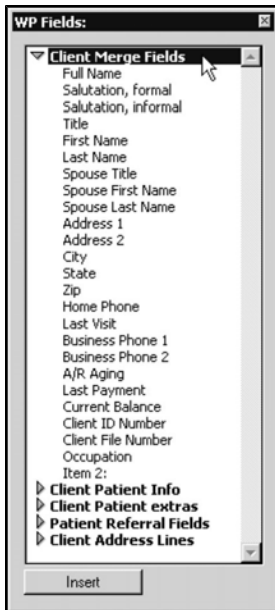 WP Fields:
Client Merge Fields
Full Name
Salutation, formal
Salutation, informal
Title
First Name
Last Name
Spouse Title
Spouse First Name
Spouse Last Name
Address 1
Address 2
City
State
Zip
Home Phone
Last Visit
Business Phone 1
Business Phone 2
A/R Aging
Last Payment
Current Balance
Client ID Number
Client File Number
Occupation
Item 2:
Client Patient Info
Client Patient extras
Patient Referral Fields
Client Address Lines
Insert